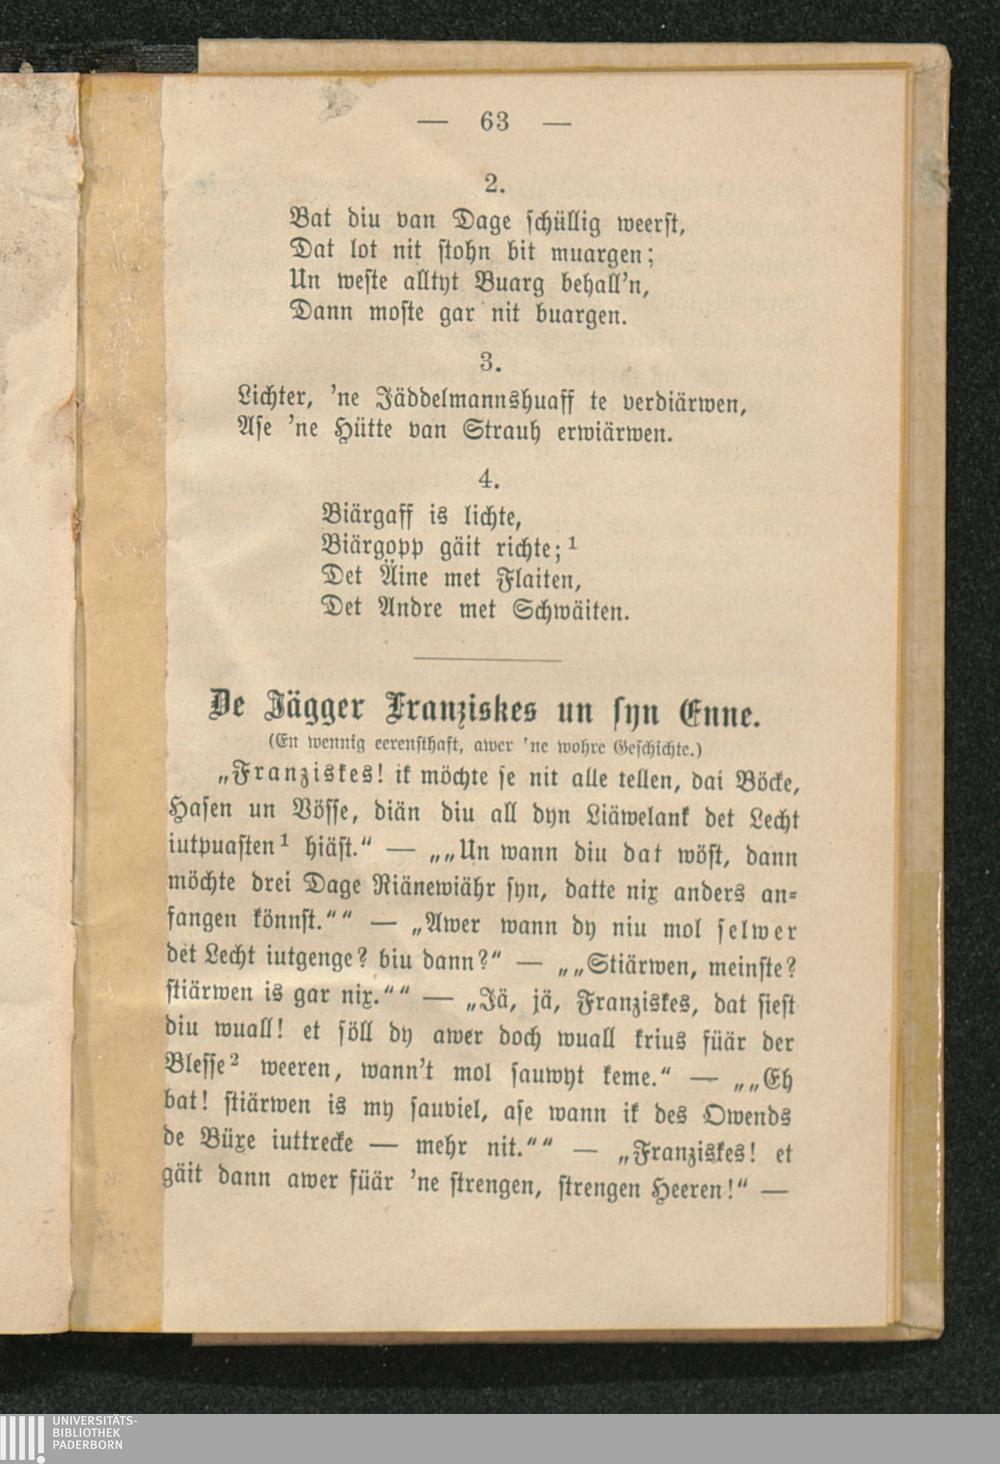 — 63 —
2.
Bat diu van Dage schüllig weerst,
Dat lot nit stohn bit muargen;
Un weste alltyt Buarg behall'n,
Dann moste gar nit buargen.
3.
Lichter, 'ne Jäddelmannshuaff te verdiärwen,
Ase 'ne Hütte van Strauh erwiärwen.
4.
Biärgaff is lichte,
Biärgopp gäit richte;¹
Det Äine met Flaiten,
Det Andre met Schwäiten.
De Jägger Franziskes un syn Enne.
(En wennig eerensthaft, awer 'ne wohre Geschichte.)
„Franziskes! ik möchte se nit alle tellen, dai Böcke,
Hasen un Vösse, diän diu all dyn Liäwelank det Lecht
iutpuasten¹ hiäst.“ — „„Un wann diu dat wöst, dann
möchte drei Dage Riänewiähr syn, datte nix anders an-
fangen könnst.““ — „Awer wann dy niu mol selwer
det Lecht iutgenge? biu dann?“ — „„Stiärwen, meinste?
stiärwen is gar nix.““ — „Jä, jä, Franziskes, dat siest
diu wuall! et söll dy awer doch wuall krius füär der
Blesse² weeren, wann't mol sauwyt keme.“ — „„Eh
bat! stiärwen is my sauviel, ase wann ik des Owends
de Büxe iuttrecke — mehr nit.““ — „Franziskes! et
gäit dann awer füär 'ne strengen, strengen Heeren!“ —
UNIVERSITÄTS-
BIBLIOTHEK
PADERBORN